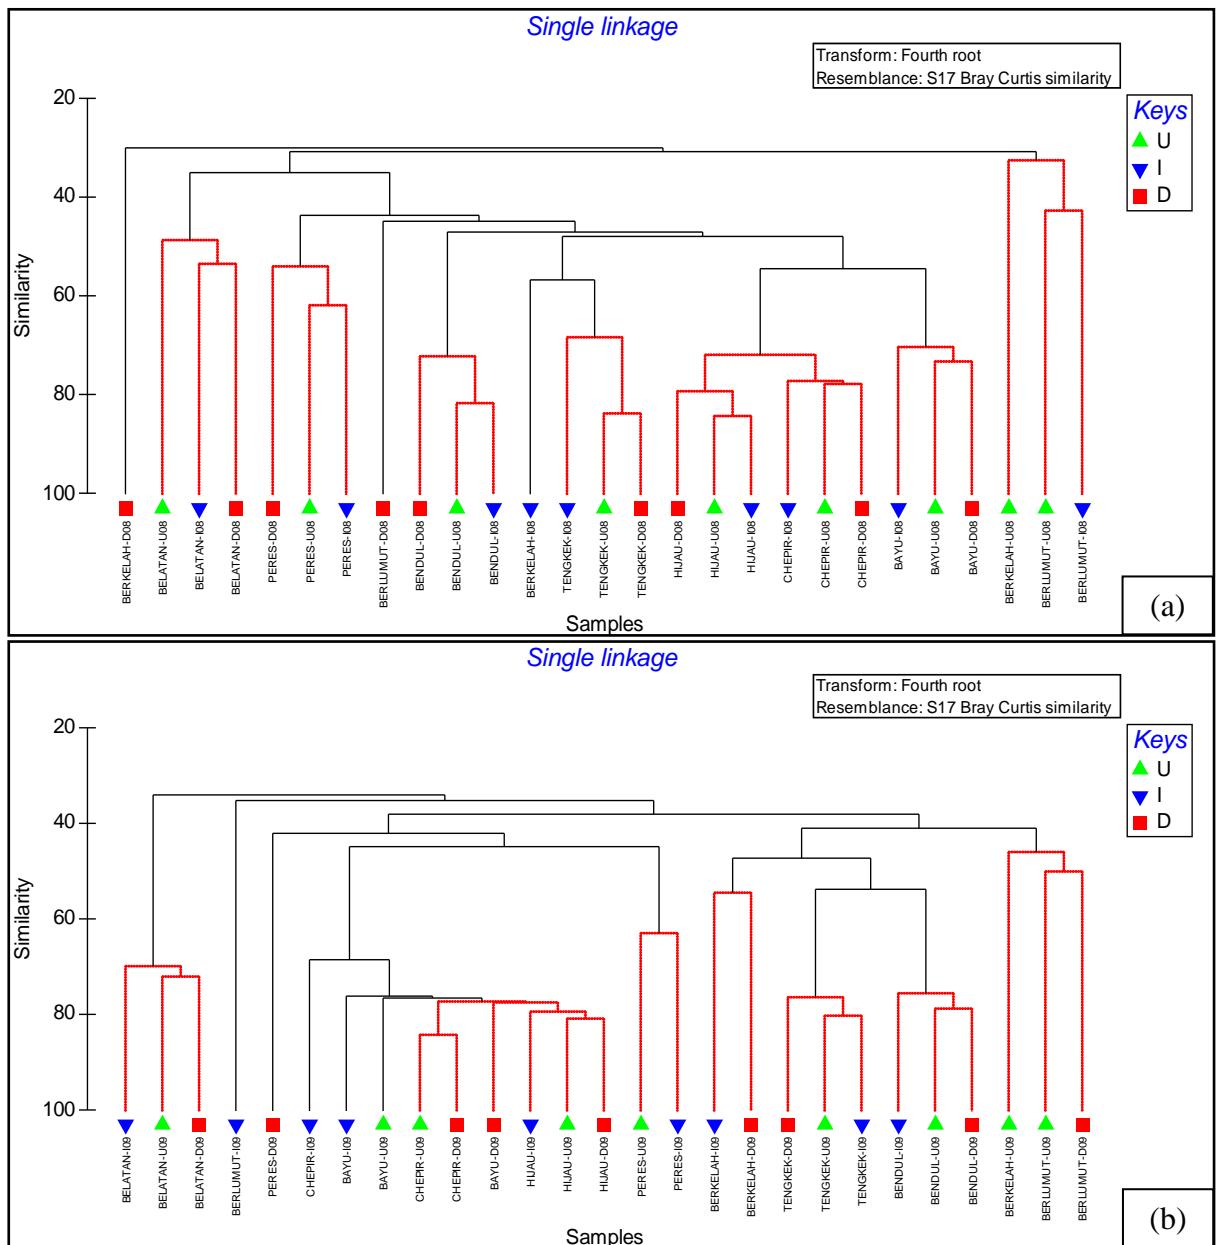 Single linkage
Transform: Fourth root
Resemblance: S17 Bray Curtis similarity
Keys
U
I
D
20
40
60
80
100
Similarity
BERKELAH-D08
BELATAN-U08
BELATAN-I08
BELATAN-D08
PERES-D08
PERES-U08
PERES-I08
BERLUMUT-D08
BENDUL-D08
BENDUL-U08
BENDUL-I08
BERKELAH-I08
TENGKEK-I08
TENGKEK-U08
TENGKEK-D08
HIJAU-D08
HIJAU-U08
HIJAU-I08
CHEPIR-I08
CHEPIR-U08
CHEPIR-D08
BAYU-I08
BAYU-U08
BAYU-D08
BERKELAH-U08
BERLUMUT-U08
BERLUMUT-I08
Samples
(a)
Single linkage
Transform: Fourth root
Resemblance: S17 Bray Curtis similarity
Keys
U
I
D
20
40
60
80
100
Similarity
BELATAN-I09
BELATAN-U09
BELATAN-D09
BERLUMUT-I09
PERES-D09
CHEPIR-I09
BAYU-I09
BAYU-U09
CHEPIR-U09
CHEPIR-D09
BAYU-D09
HIJAU-I09
HIJAU-U09
HIJAU-D09
PERES-U09
PERES-I09
BERKELAH-I09
BERKELAH-D09
TENGKEK-D09
TENGKEK-U09
TENGKEK-I09
BENDUL-I09
BENDUL-U09
BENDUL-D09
BERKELAH-U09
BERLUMUT-U09
BERLUMUT-D09
Samples
(b)